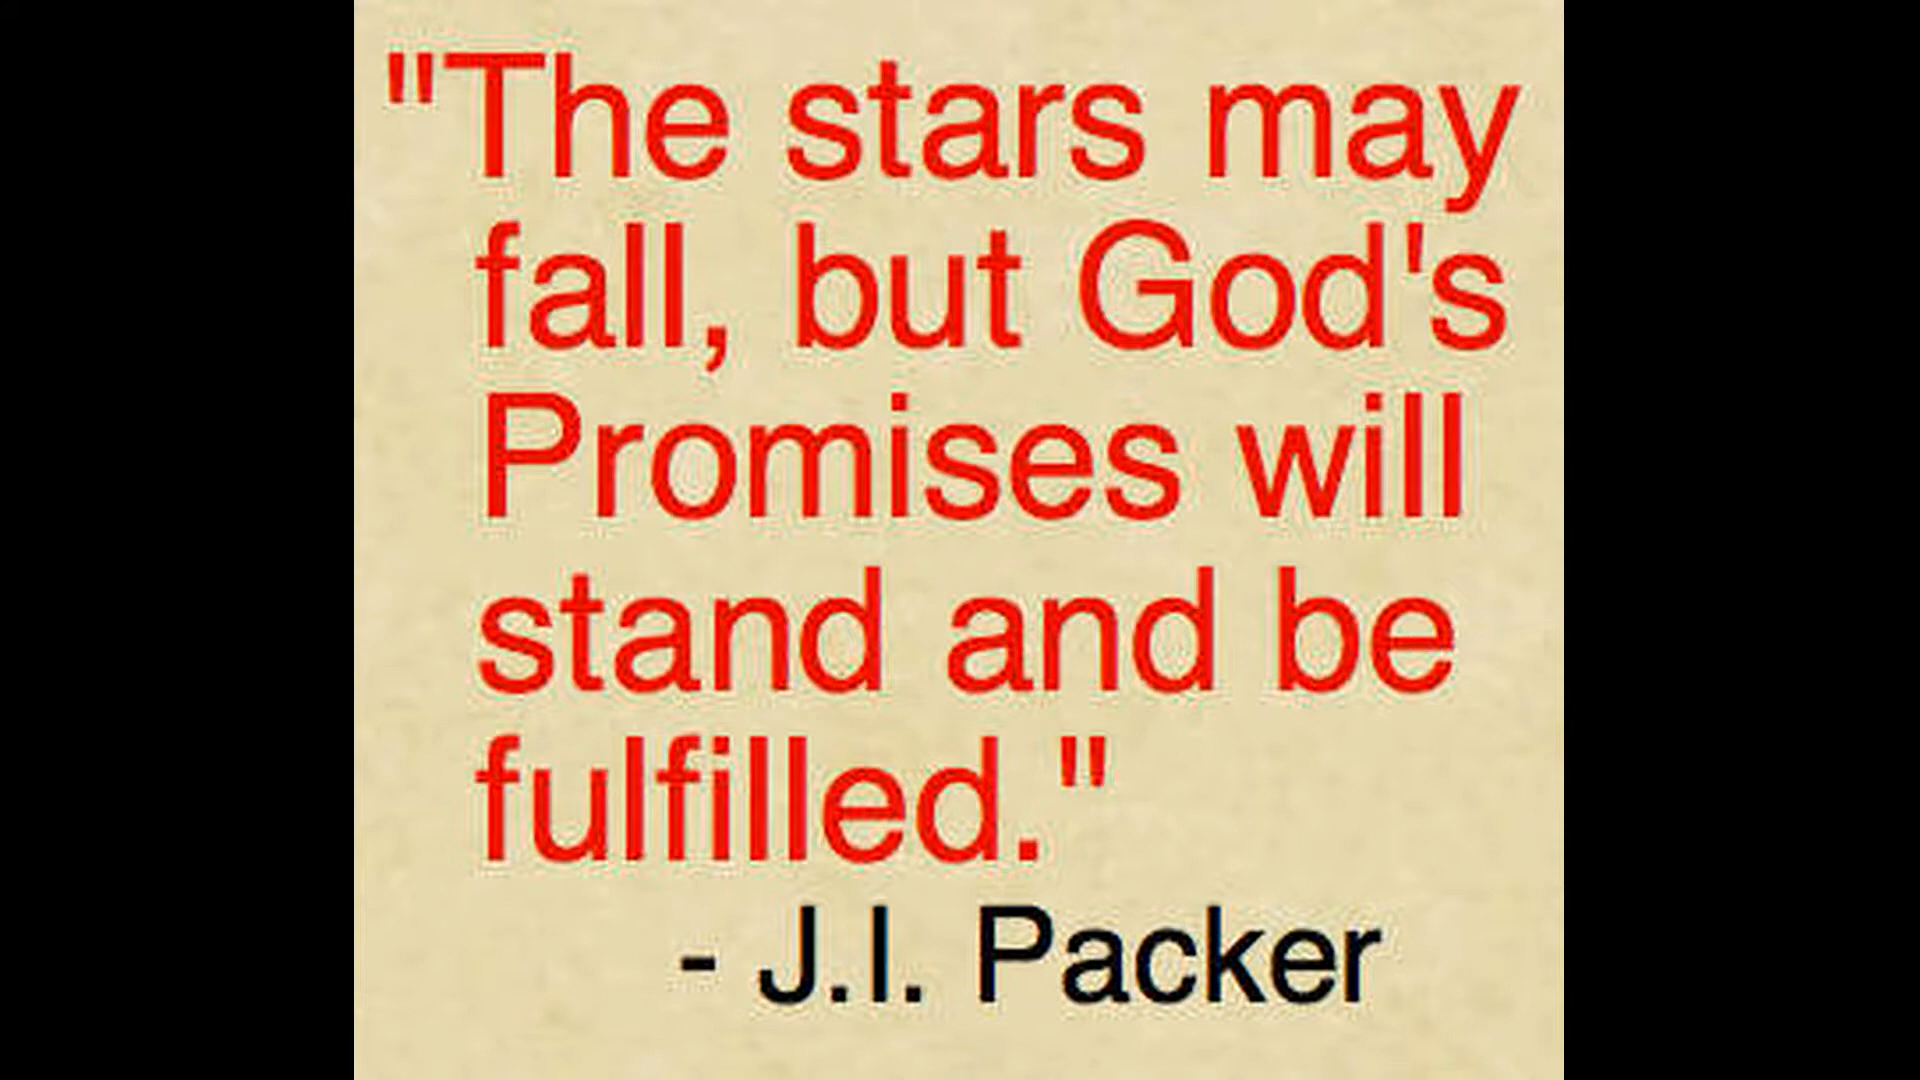 "The stars may
fall, but God's
Promises will
stand and be
fulfilled."
- J.I. Packer